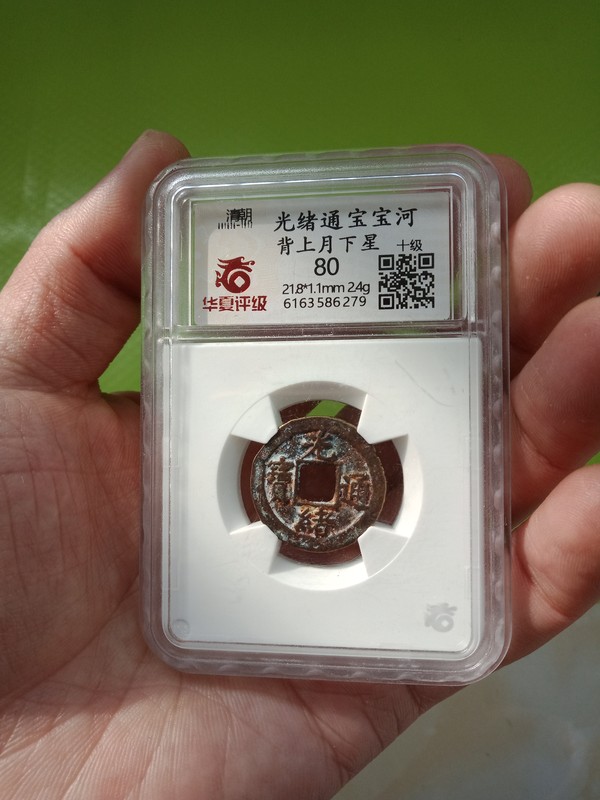 清朝
光绪通宝宝河
背上月下星 十级
80
华夏评级
21.8*1.1mm 2.4g
6163586279
光
寶 通
緒